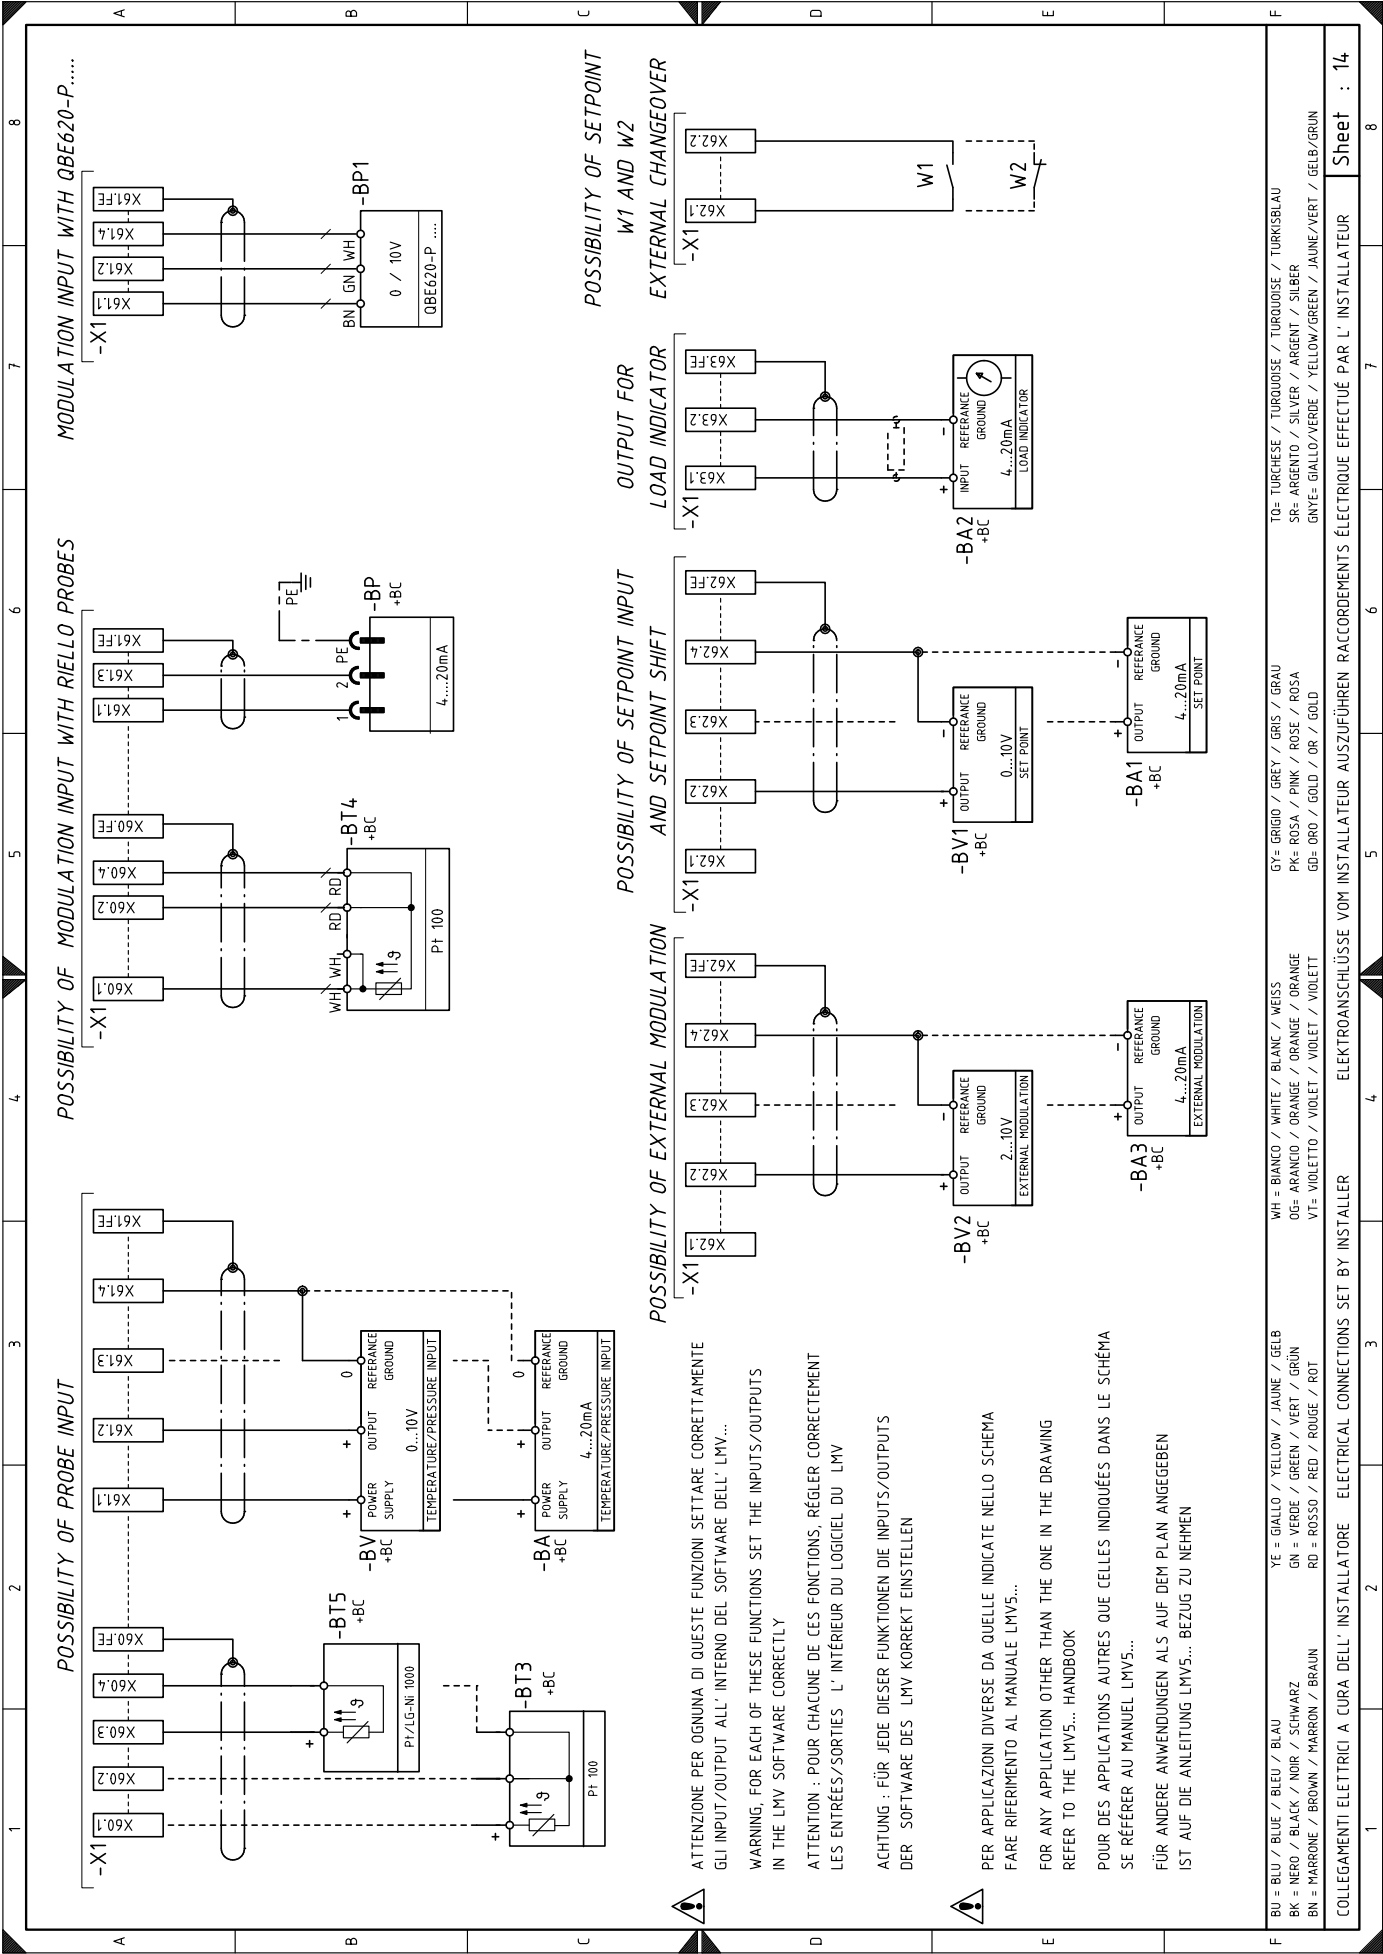 1 2 3 4 5 6 7 8
A
B
C
D
E
F
POSSIBILITY OF PROBE INPUT
-X1
X60.1 X60.2 X60.3 X60.4 X60.FE X61.1 X61.2 X61.3 X61.4 X61.FE
+
Pt/LG-Ni 1000
ϑ
-BT5
+BC
+
Pt 100
ϑ
-BT3
+BC
+ + 0
POWER SUPPLY
OUTPUT
REFERANCE GROUND
0...10V
TEMPERATURE/PRESSURE INPUT
-BV
+BC
+ + 0
POWER SUPPLY
OUTPUT
REFERANCE GROUND
4...20mA
TEMPERATURE/PRESSURE INPUT
-BA
+BC
POSSIBILITY OF MODULATION INPUT WITH RIELLO PROBES
-X1
X60.1 X60.2 X60.4 X60.FE X61.1 X61.3 X61.FE
WH WH RD RD
ϑ
Pt 100
-BT4
+BC
1 2 PE
PE
4....20mA
-BP
+BC
MODULATION INPUT WITH QBE620-P.....
-X1
X61.1 X61.2 X61.4 X61.FE
BN GN WH
0 / 10V
QBE620-P ....
-BP1
ATTENZIONE PER OGNUNA DI QUESTE FUNZIONI SETTARE CORRETTAMENTE
GLI INPUT/OUTPUT ALL' INTERNO DEL SOFTWARE DELL' LMV...
WARNING, FOR EACH OF THESE FUNCTIONS SET THE INPUTS/OUTPUTS
IN THE LMV SOFTWARE CORRECTLY
ATTENTION : POUR CHACUNE DE CES FONCTIONS, RÉGLER CORRECTEMENT
LES ENTRÉES/SORTIES L' INTÉRIEUR DU LOGICIEL DU LMV
ACHTUNG : FÜR JEDE DIESER FUNKTIONEN DIE INPUTS/OUTPUTS
DER SOFTWARE DES LMV KORREKT EINSTELLEN
PER APPLICAZIONI DIVERSE DA QUELLE INDICATE NELLO SCHEMA
FARE RIFERIMENTO AL MANUALE LMV5...
FOR ANY APPLICATION OTHER THAN THE ONE IN THE DRAWING
REFER TO THE LMV5... HANDBOOK
POUR DES APPLICATIONS AUTRES QUE CELLES INDIQUÉES DANS LE SCHÉMA
SE RÉFÉRER AU MANUEL LMV5...
FÜR ANDERE ANWENDUNGEN ALS AUF DEM PLAN ANGEGEBEN
IST AUF DIE ANLEITUNG LMV5... BEZUG ZU NEHMEN
POSSIBILITY OF EXTERNAL MODULATION
-X1
X62.1 X62.2 X62.3 X62.4 X62.FE
+ -
OUTPUT
REFERANCE GROUND
2...10V
EXTERNAL MODULATION
-BV2
+BC
+ -
OUTPUT
REFERANCE GROUND
4...20mA
EXTERNAL MODULATION
-BA3
+BC
POSSIBILITY OF SETPOINT INPUT
AND SETPOINT SHIFT
-X1
X62.1 X62.2 X62.3 X62.4 X62.FE
+ -
OUTPUT
REFERANCE GROUND
0...10V
SET POINT
-BV1
+BC
+ -
OUTPUT
REFERANCE GROUND
4...20mA
SET POINT
-BA1
+BC
OUTPUT FOR
LOAD INDICATOR
-X1
X63.1 X63.2 X63.FE
+ -
INPUT
REFERANCE GROUND
4...20mA
LOAD INDICATOR
-BA2
+BC
POSSIBILITY OF SETPOINT
W1 AND W2
EXTERNAL CHANGEOVER
-X1
X62.1 X62.2
W1
W2
BU = BLU / BLUE / BLEU / BLAU
BK = NERO / BLACK / NOIR / SCHWARZ
BN = MARRONE / BROWN / MARRON / BRAUN
YE = GIALLO / YELLOW / JAUNE / GELB
GN = VERDE / GREEN / VERT / GRÜN
RD = ROSSO / RED / ROUGE / ROT
WH = BIANCO / WHITE / BLANC / WEISS
OG= ARANCIO / ORANGE / ORANGE / ORANGE
VT= VIOLETTO / VIOLET / VIOLET / VIOLETT
GY= GRIGIO / GREY / GRIS / GRAU
PK= ROSA / PINK / ROSE / ROSA
GD= ORO / GOLD / OR / GOLD
TQ= TURCHESE / TURQUOISE / TURQUOISE / TURKISBLAU
SR= ARGENTO / SILVER / ARGENT / SILBER
GNYE= GIALLO/VERDE / YELLOW/GREEN / JAUNE/VERT / GELB/GRUN
COLLEGAMENTI ELETTRICI A CURA DELL' INSTALLATORE ELECTRICAL CONNECTIONS SET BY INSTALLER ELEKTROANSCHLÜSSE VOM INSTALLATEUR AUSZUFÜHREN RACCORDEMENTS ÉLECTRIQUE EFFECTUÉ PAR L' INSTALLATEUR
Sheet : 14
1 2 3 4 5 6 7 8
A
B
C
D
E
F